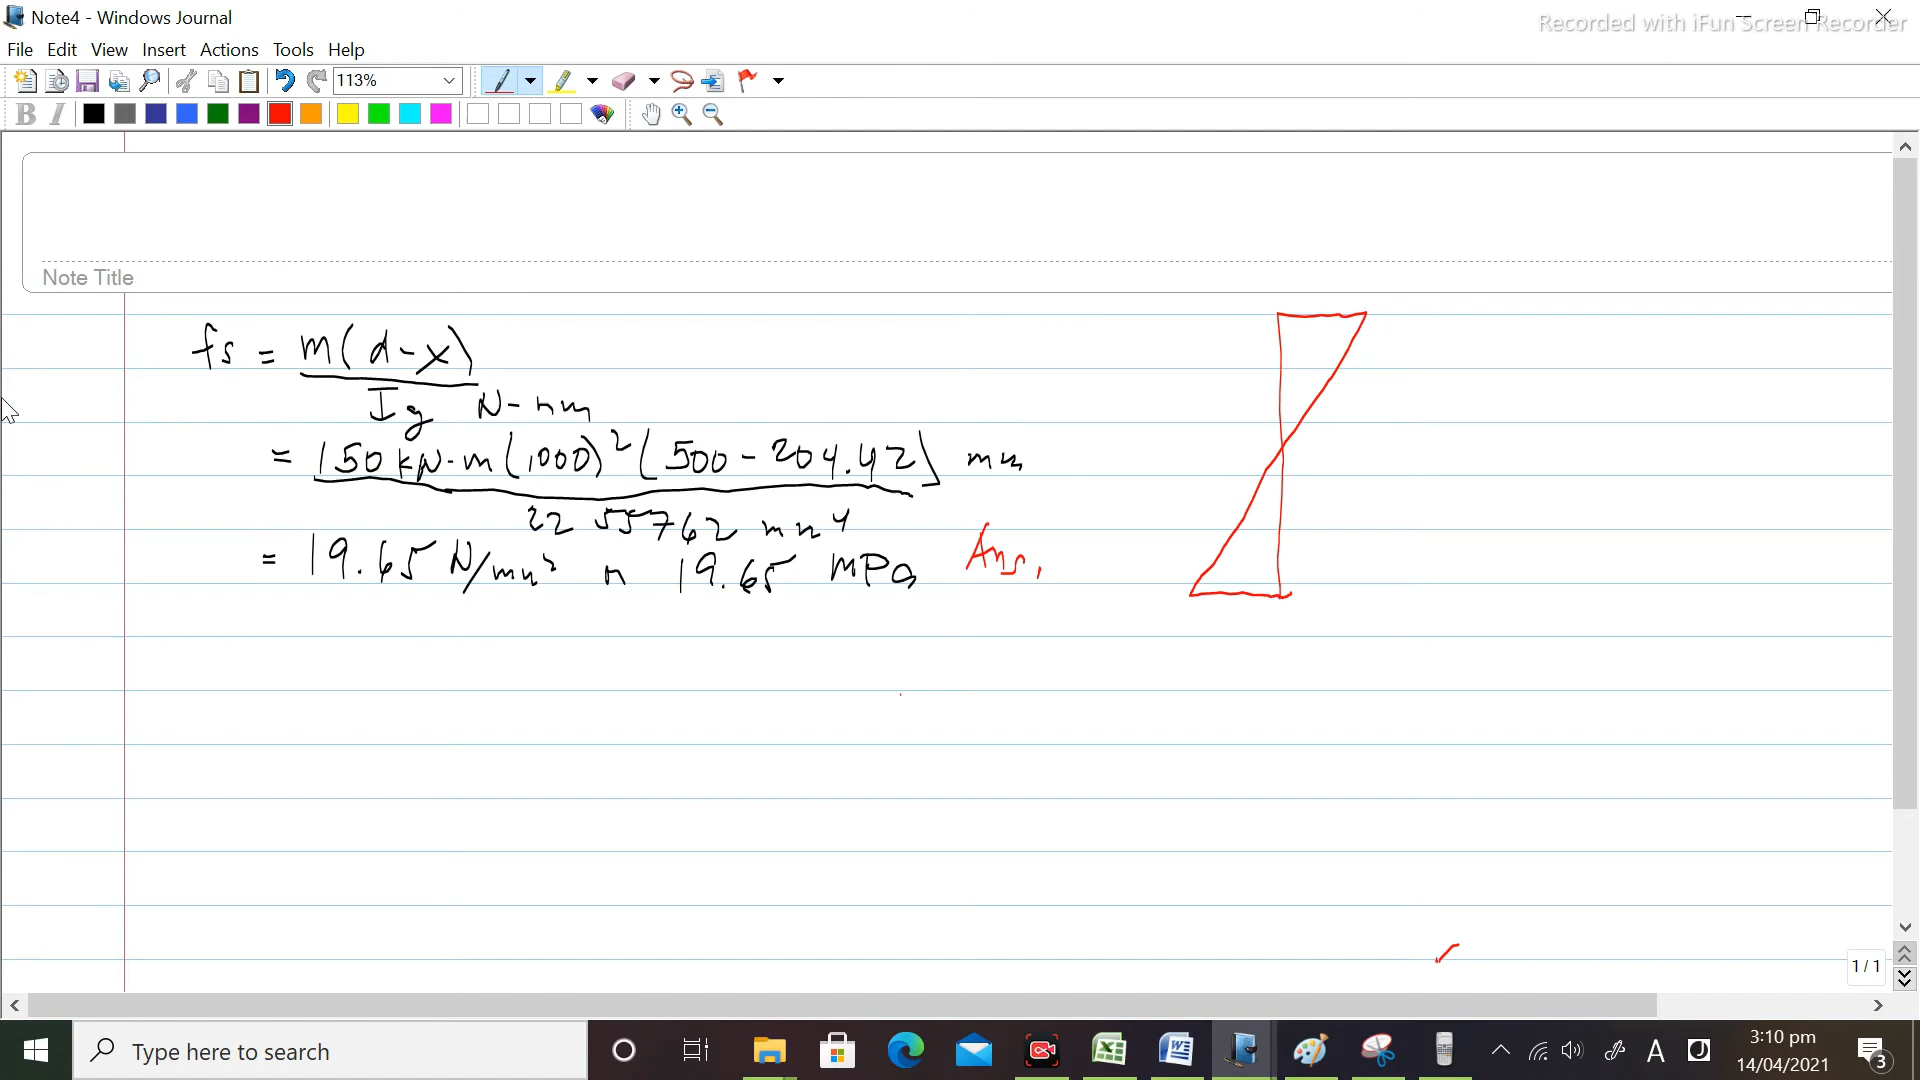 Note4 - Windows Journal
Recorded with iFun Screen Recorder
File Edit View Insert Actions Tools Help
113%
B I
Note Title
fs = m(d-x)
Ig N-mm
= 150 kN-m(1000)²(500-204.42) mm
2255762 mm4
= 19.65 N/mm² n 19.65 MPa Ans.
1 / 1
Type here to search
A
3:10 pm
14/04/2021
3